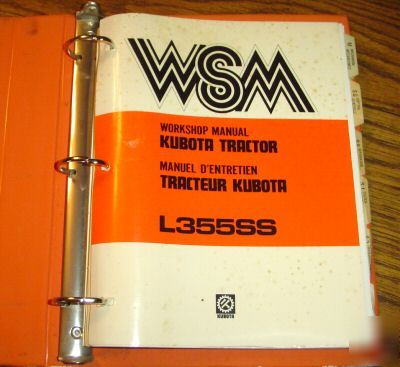 WSM
WORKSHOP MANUAL
KUBOTA TRACTOR
MANUEL D'ENTRETIEN
TRACTEUR KUBOTA
L355SS
KUBOTA